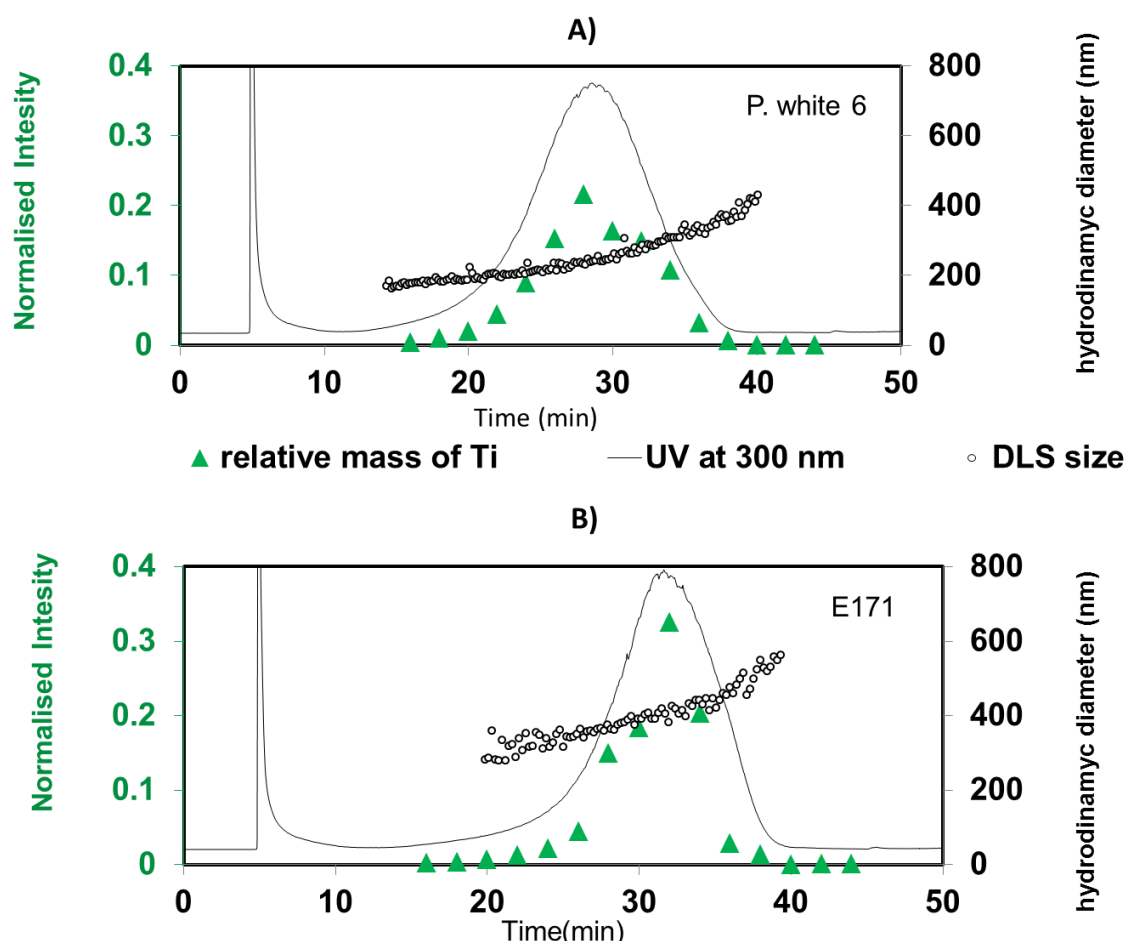 A)
Normalised Intesity
0.4
0.3
0.2
0.1
0
800
600
400
200
0
hydrodinamyc diameter (nm)
P. white 6
0 10 20 30 40 50
Time (min)
relative mass of Ti UV at 300 nm DLS size
B)
Normalised Intesity
0.4
0.3
0.2
0.1
0
800
600
400
200
0
hydrodinamyc diameter (nm)
E171
0 10 20 30 40 50
Time(min)